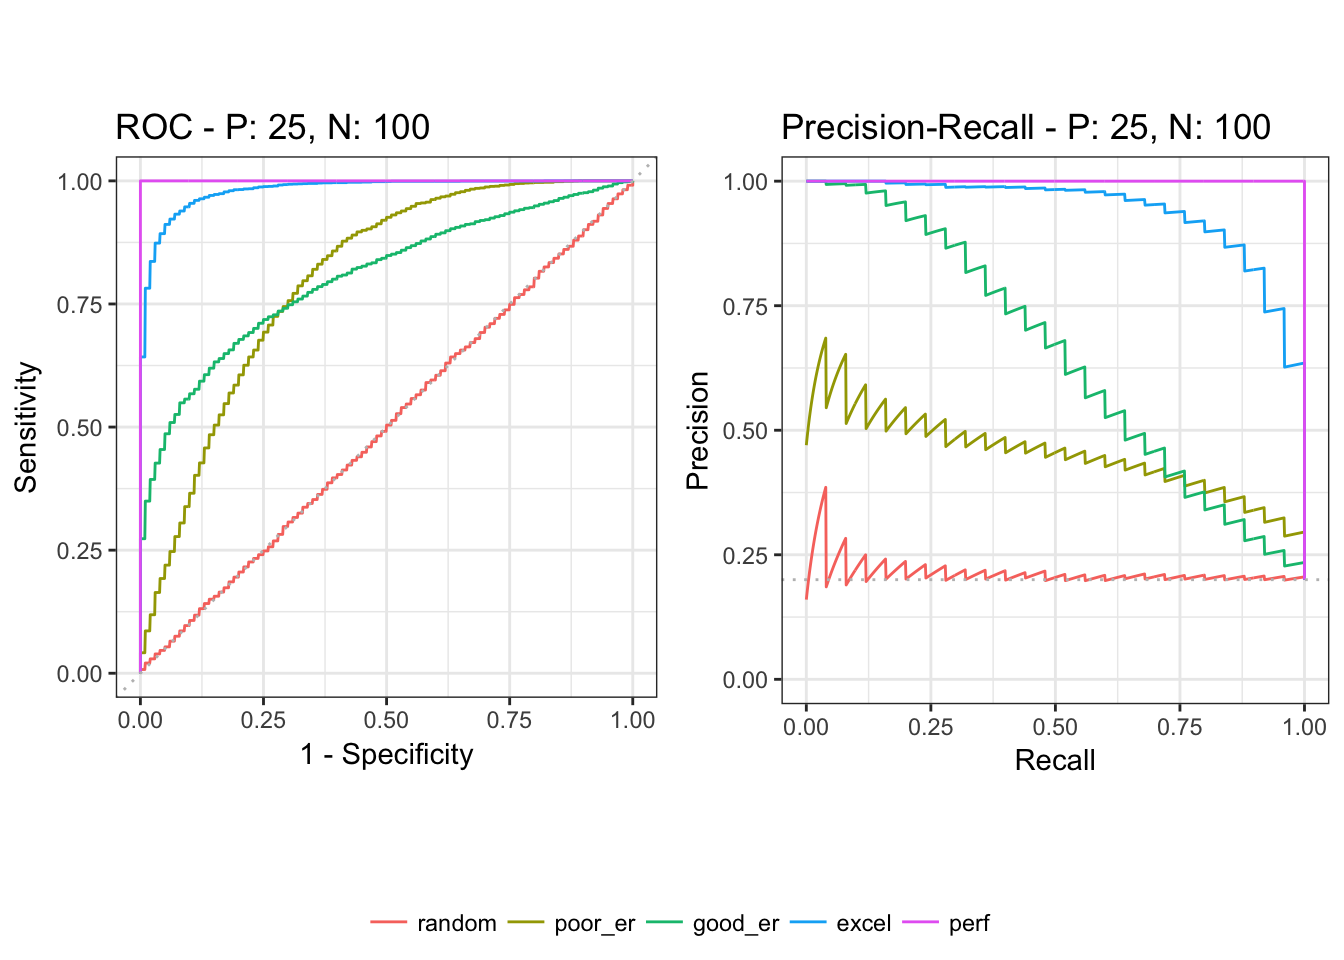 ROC - P: 25, N: 100
1.00
0.75
0.50
0.25
0.00
Sensitivity
0.00 0.25 0.50 0.75 1.00
1 - Specificity
Precision-Recall - P: 25, N: 100
1.00
0.75
0.50
0.25
0.00
Precision
0.00 0.25 0.50 0.75 1.00
Recall
random poor_er good_er excel perf